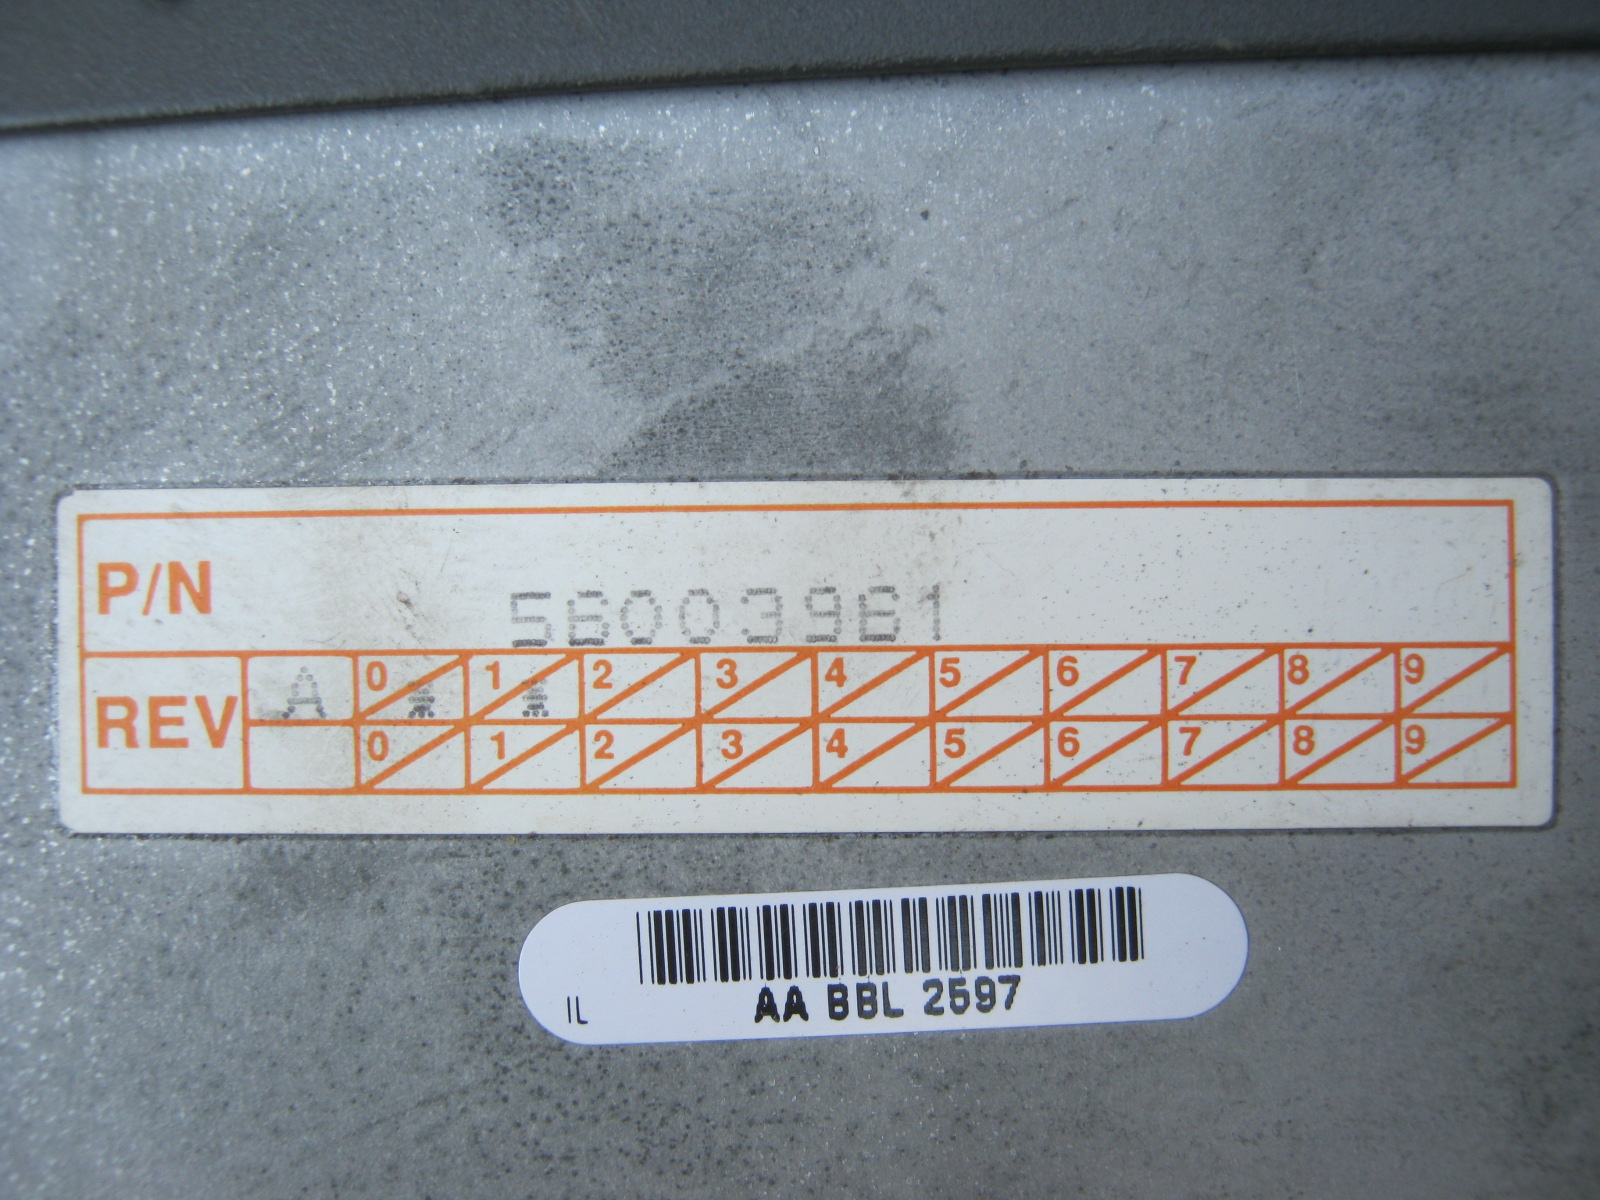 P/N 56003961
REV A 0 1 2 3 4 5 6 7 8 9
0 1 2 3 4 5 6 7 8 9
IL AA BBL 2597